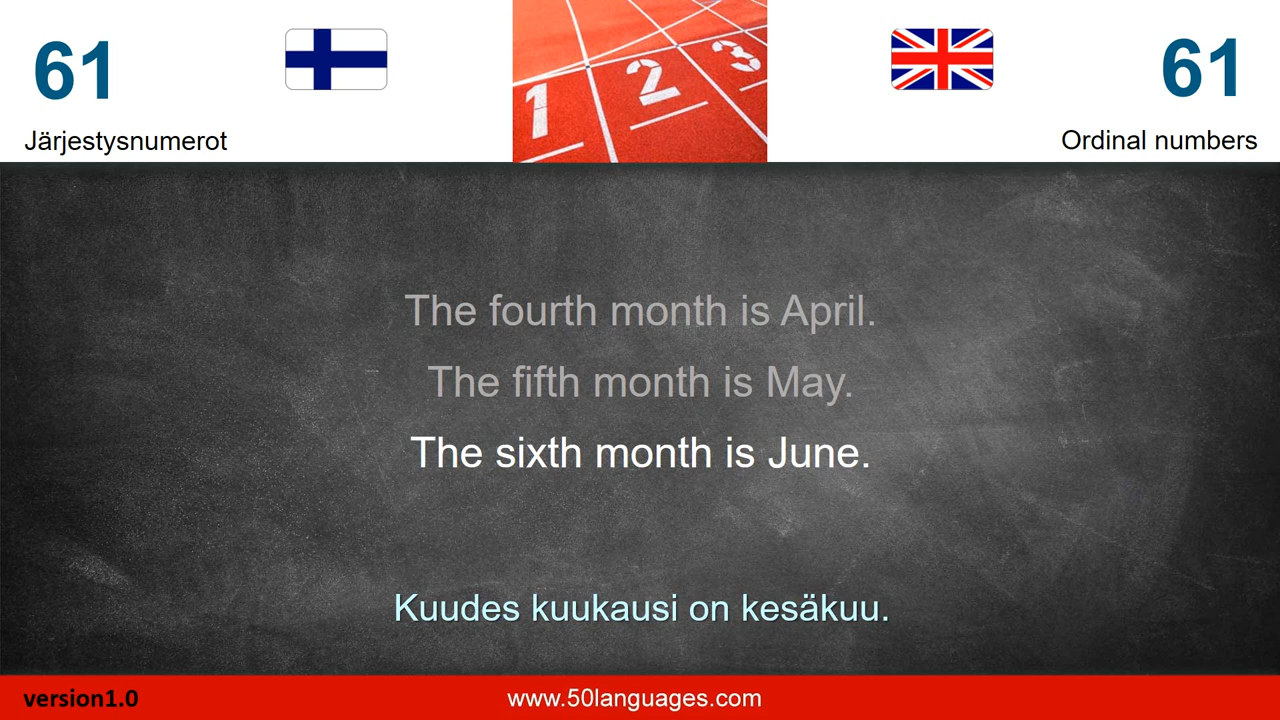 61
61
Järjestysnumerot
Ordinal numbers
1 2 3
The fourth month is April.
The fifth month is May.
The sixth month is June.
Kuudes kuukausi on kesäkuu.
version1.0
www.50languages.com